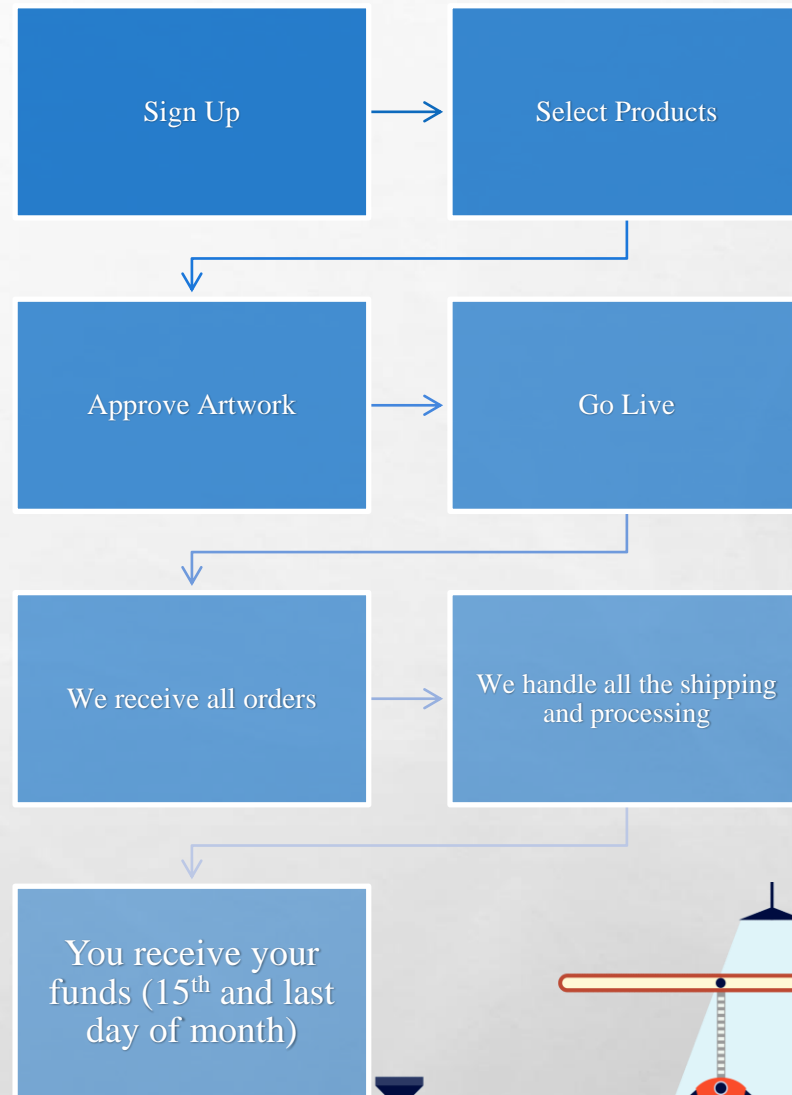 Sign Up
Select Products
Approve Artwork
Go Live
We receive all orders
We handle all the shipping
and processing
You receive your
funds (15th and last
day of month)